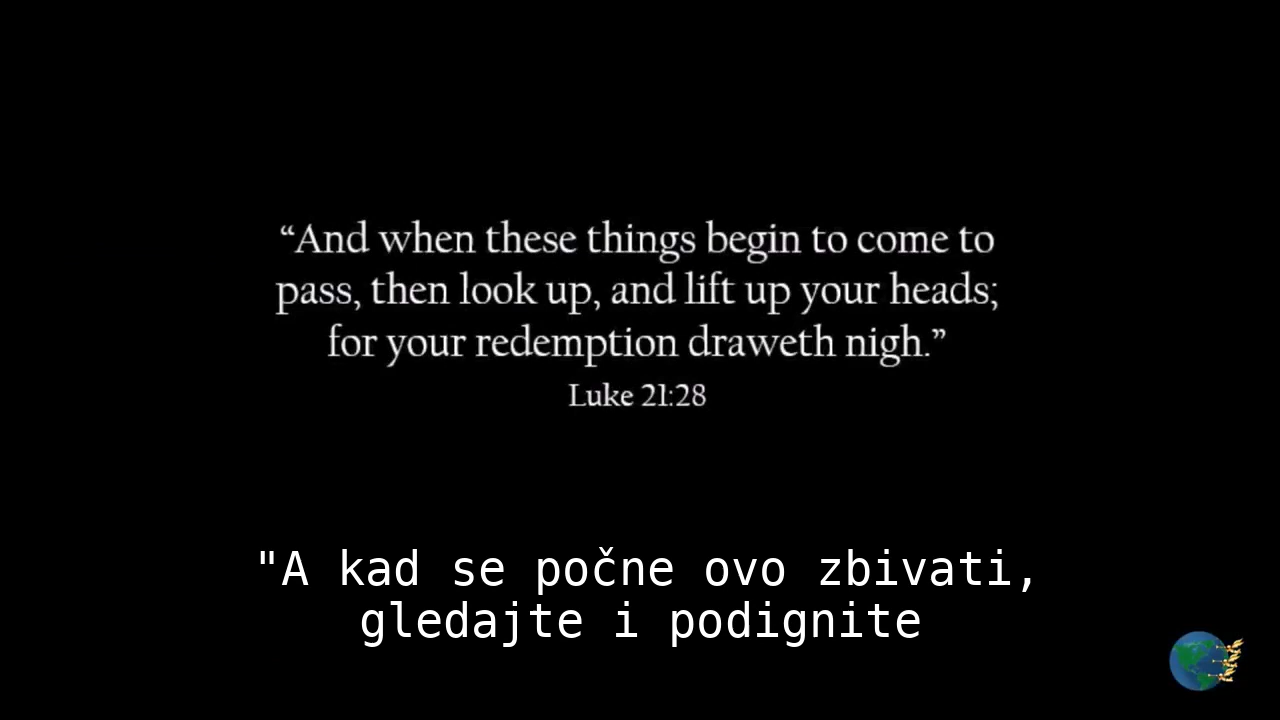 “And when these things begin to come to
pass, then look up, and lift up your heads;
for your redemption draweth nigh.”
Luke 21:28
"A kad se počne ovo zbivati,
gledajte i podignite